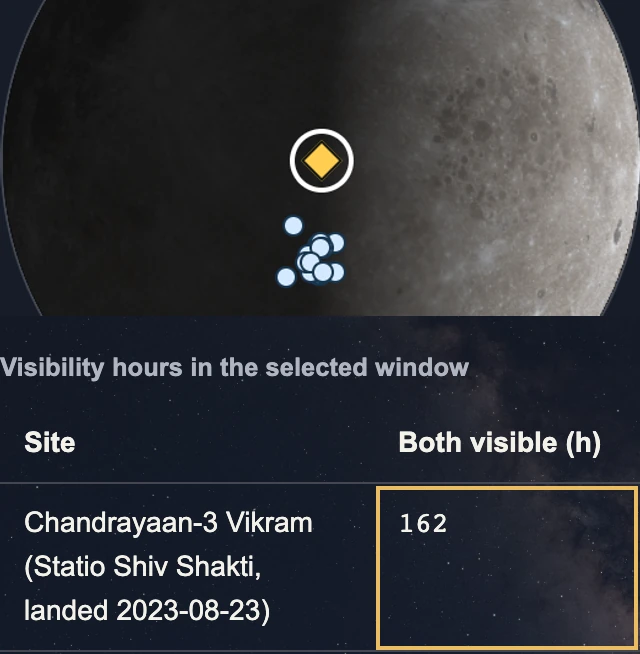 Visibility hours in the selected window
Site
Both visible (h)
Chandrayaan-3 Vikram
(Statio Shiv Shakti,
landed 2023-08-23)
162